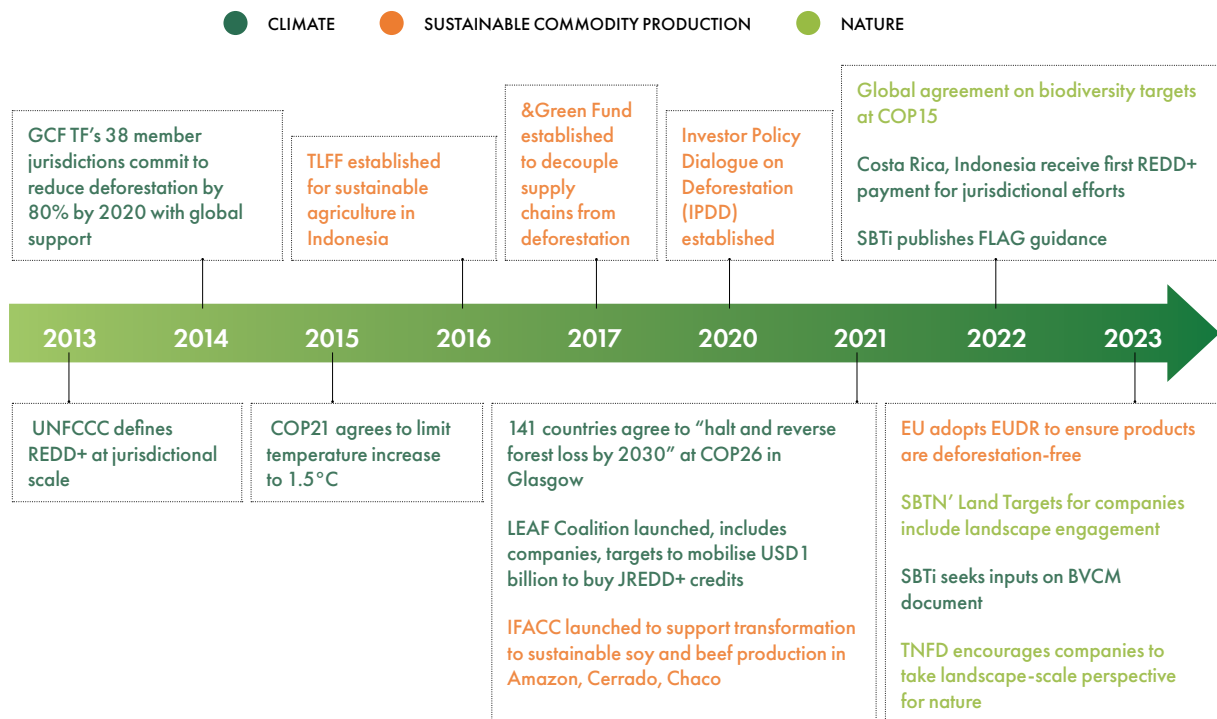 CLIMATE
SUSTAINABLE COMMODITY PRODUCTION
NATURE
GCF TF's 38 member
jurisdictions commit to
reduce deforestation by
80% by 2020 with global
support
TLFF established
for sustainable
agriculture in
Indonesia
&Green Fund
established
to decouple
supply
chains from
deforestation
Investor Policy
Dialogue on
Deforestation
(IPDD)
established
Global agreement on biodiversity targets
at COP15
Costa Rica, Indonesia receive first REDD+
payment for jurisdictional efforts
SBTi publishes FLAG guidance
2013
2014
2015
2016
2017
2020
2021
2022
2023
UNFCCC defines
REDD+ at jurisdictional
scale
COP21 agrees to limit
temperature increase
to 1.5°C
141 countries agree to “halt and reverse
forest loss by 2030” at COP26 in
Glasgow
LEAF Coalition launched, includes
companies, targets to mobilise USD1
billion to buy JREDD+ credits
IFACC launched to support transformation
to sustainable soy and beef production in
Amazon, Cerrado, Chaco
EU adopts EUDR to ensure products
are deforestation-free
SBTN’ Land Targets for companies
include landscape engagement
SBTi seeks inputs on BVCM
document
TNFD encourages companies to
take landscape-scale perspective
for nature